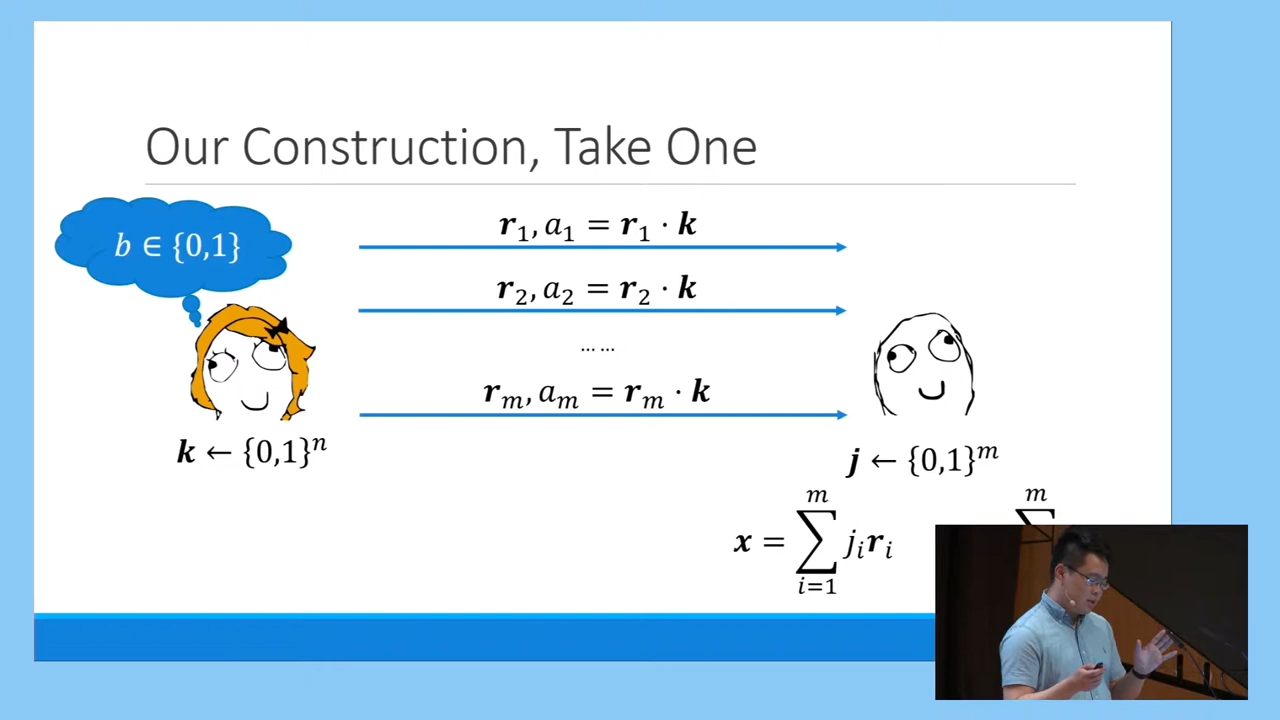 Our Construction, Take One
b ∈ {0,1}
𝒓₁, a₁ = 𝒓₁ · 𝒌
𝒓₂, a₂ = 𝒓₂ · 𝒌
… …
𝒓ₘ, aₘ = 𝒓ₘ · 𝒌
𝒌 ← {0,1}ⁿ
𝒋 ← {0,1}ᵐ
m m
𝒙 = ∑ jᵢ𝒓ᵢ ∑
i=1